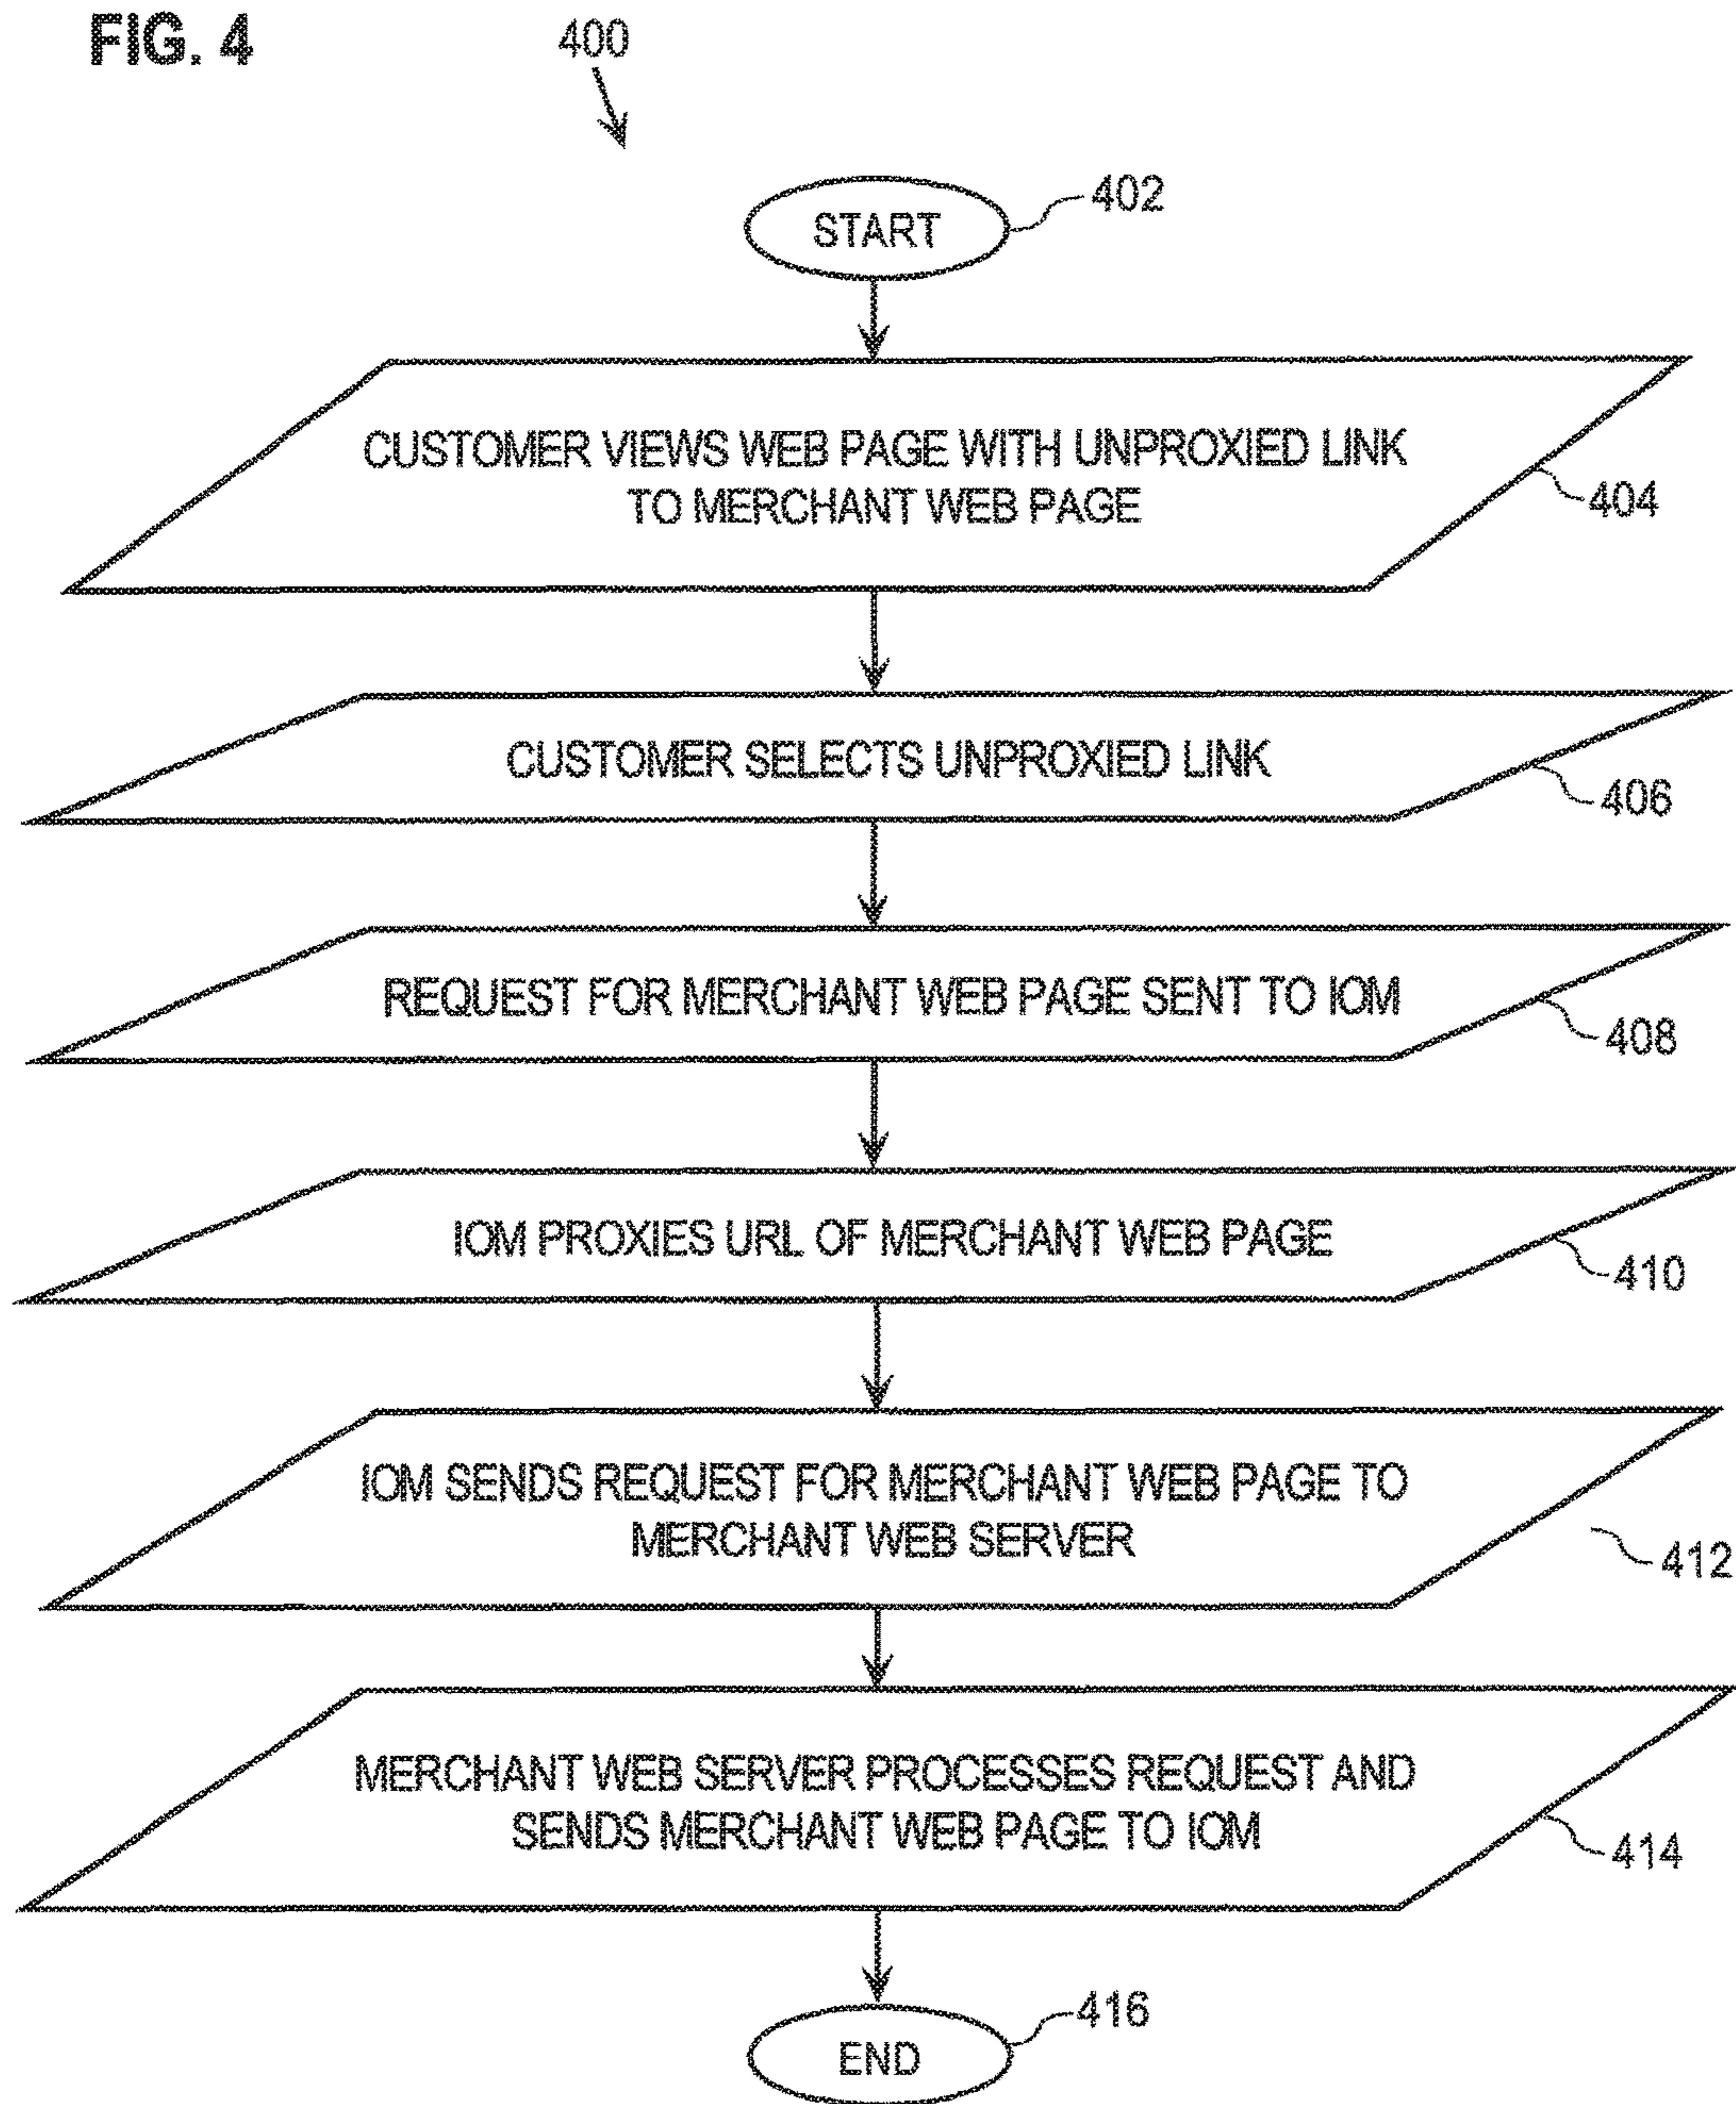 FIG. 4
400
START
402
CUSTOMER VIEWS WEB PAGE WITH UNPROXIED LINK
TO MERCHANT WEB PAGE
404
CUSTOMER SELECTS UNPROXIED LINK
406
REQUEST FOR MERCHANT WEB PAGE SENT TO IOM
408
IOM PROXIES URL OF MERCHANT WEB PAGE
410
IOM SENDS REQUEST FOR MERCHANT WEB PAGE TO
MERCHANT WEB SERVER
412
MERCHANT WEB SERVER PROCESSES REQUEST AND
SENDS MERCHANT WEB PAGE TO IOM
414
END
416